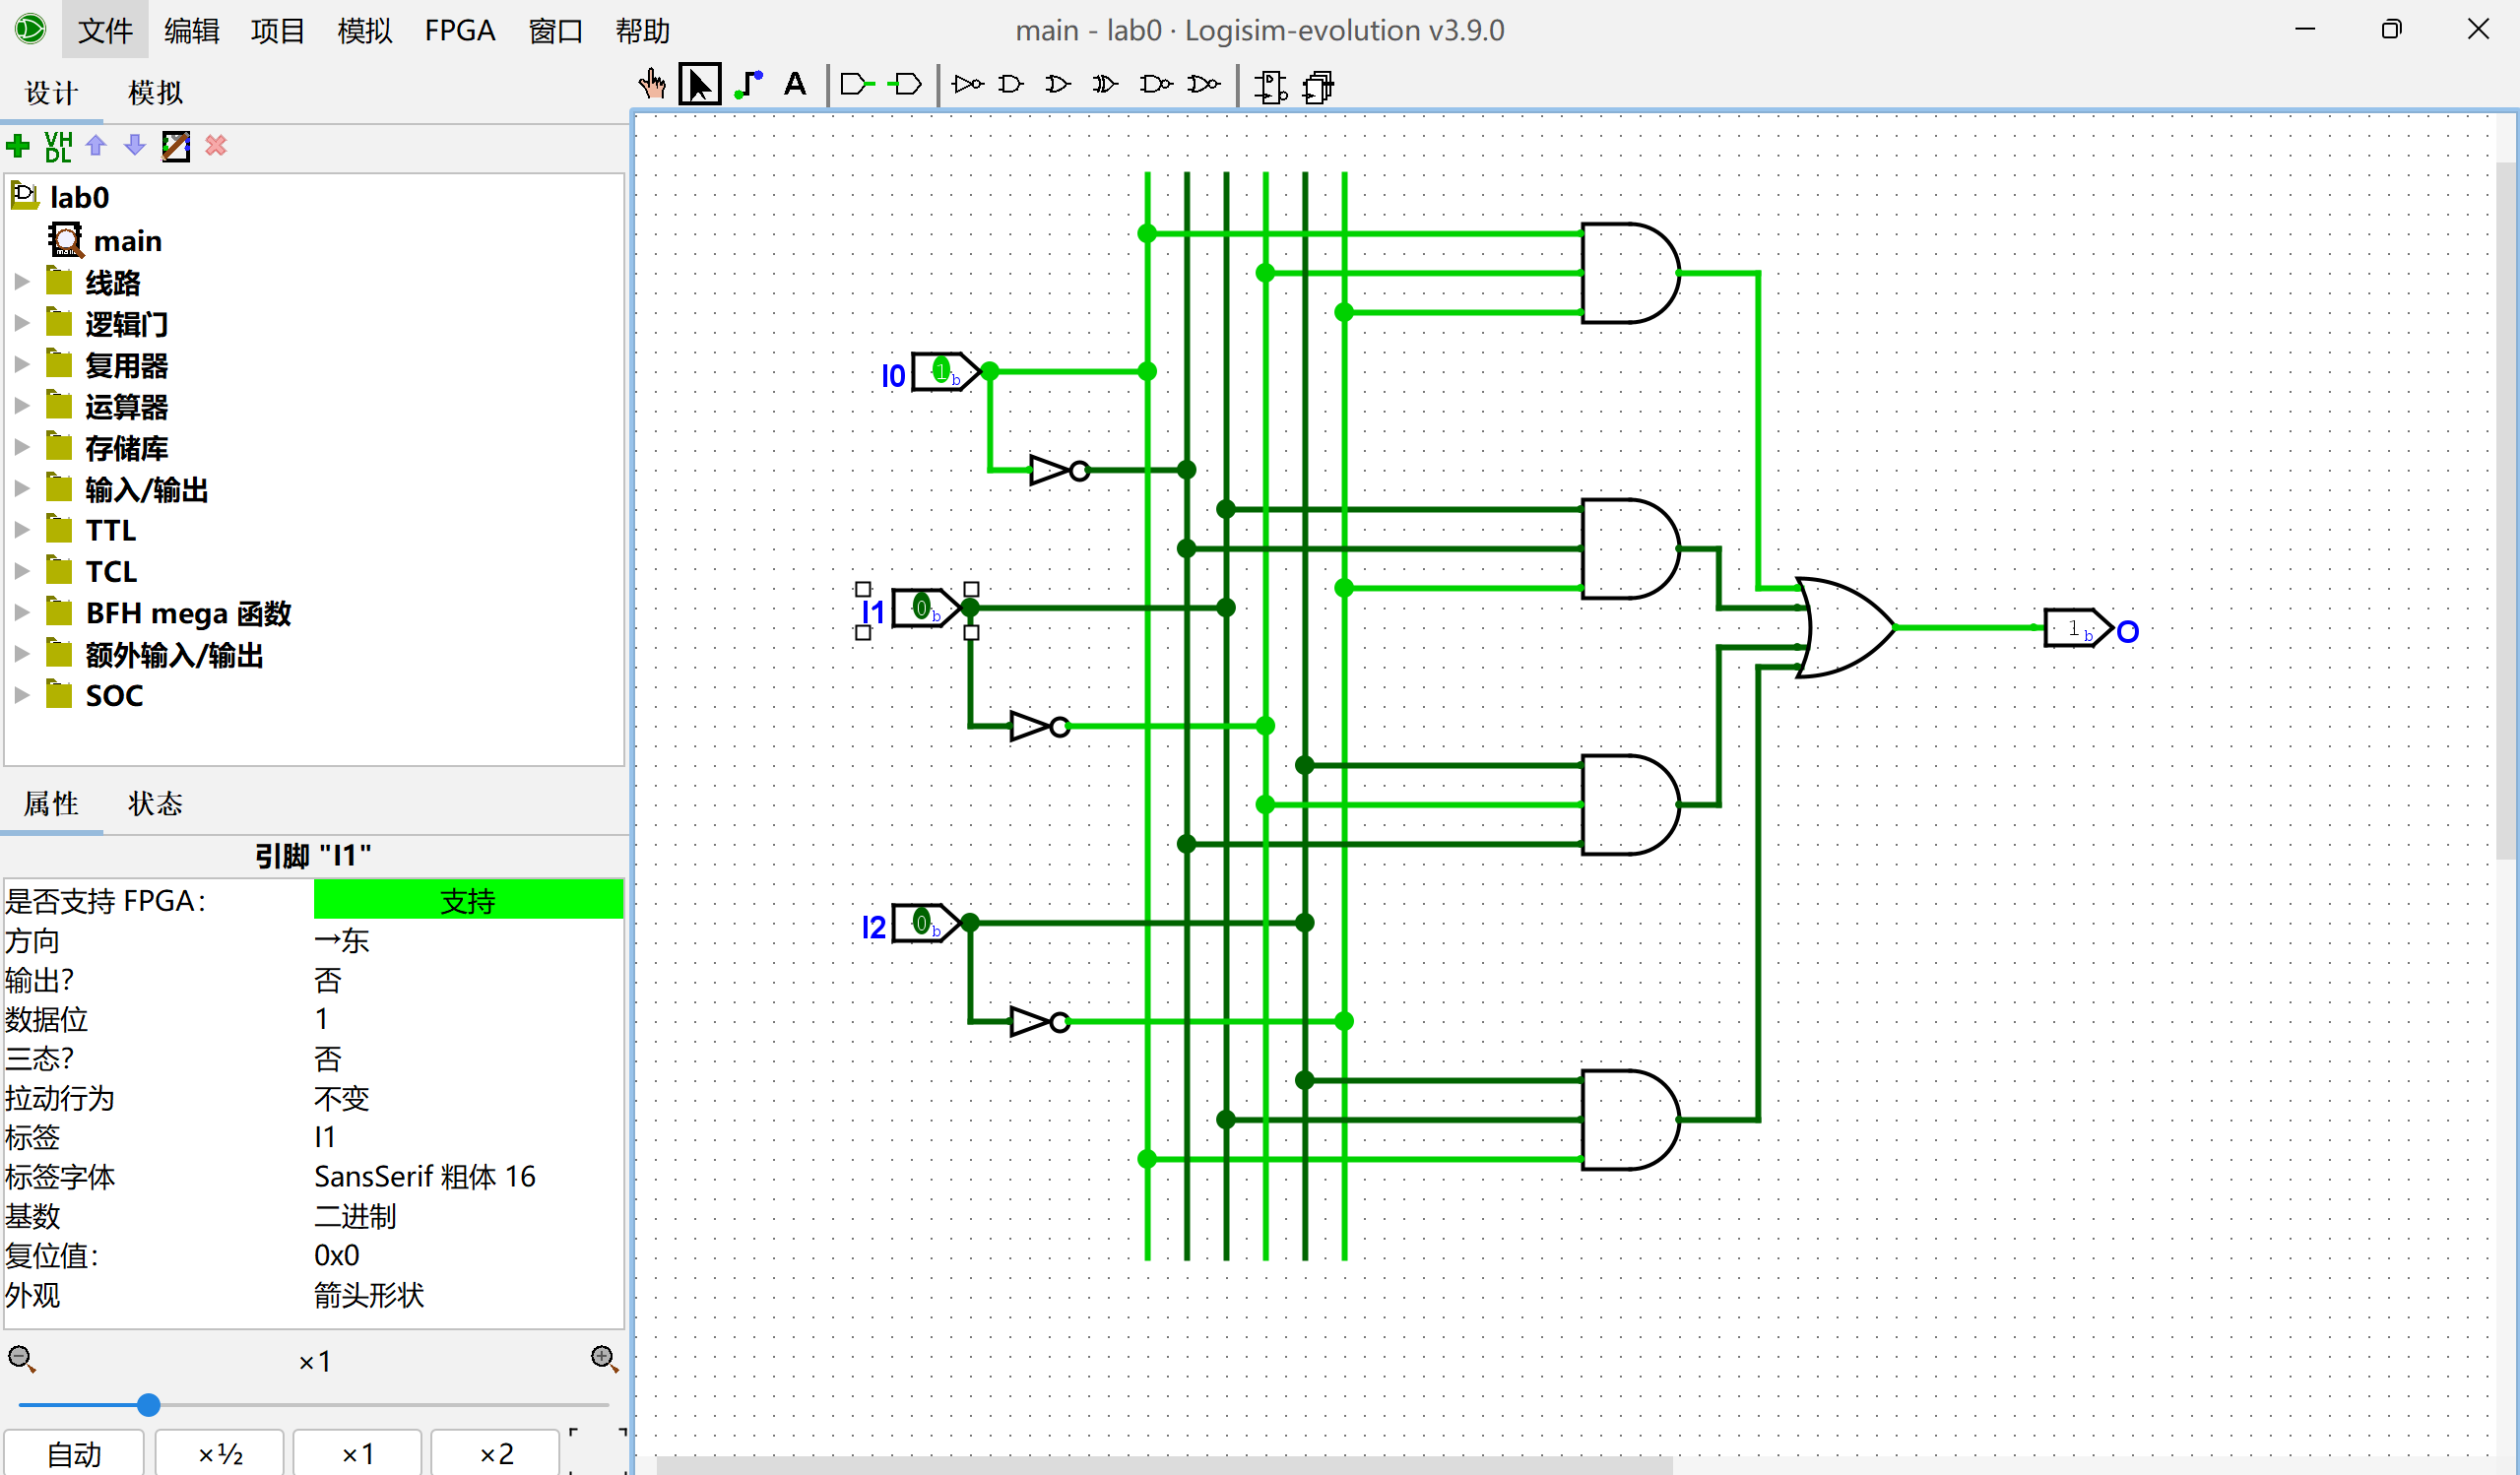 文件 编辑 项目 模拟 FPGA 窗口 帮助
main - lab0 · Logisim-evolution v3.9.0
设计 模拟
A
VHDL
lab0
main
线路
逻辑门
复用器
运算器
存储库
输入/输出
TTL
TCL
BFH mega 函数
额外输入/输出
SOC
属性 状态
引脚 "I1"
是否支持 FPGA: 支持
方向 →东
输出? 否
数据位 1
三态? 否
拉动行为 不变
标签 I1
标签字体 SansSerif 粗体 16
基数 二进制
复位值: 0x0
外观 箭头形状
×1
自动 ×½ ×1 ×2
I0 1b
I1 0b
1b O
I2 0b